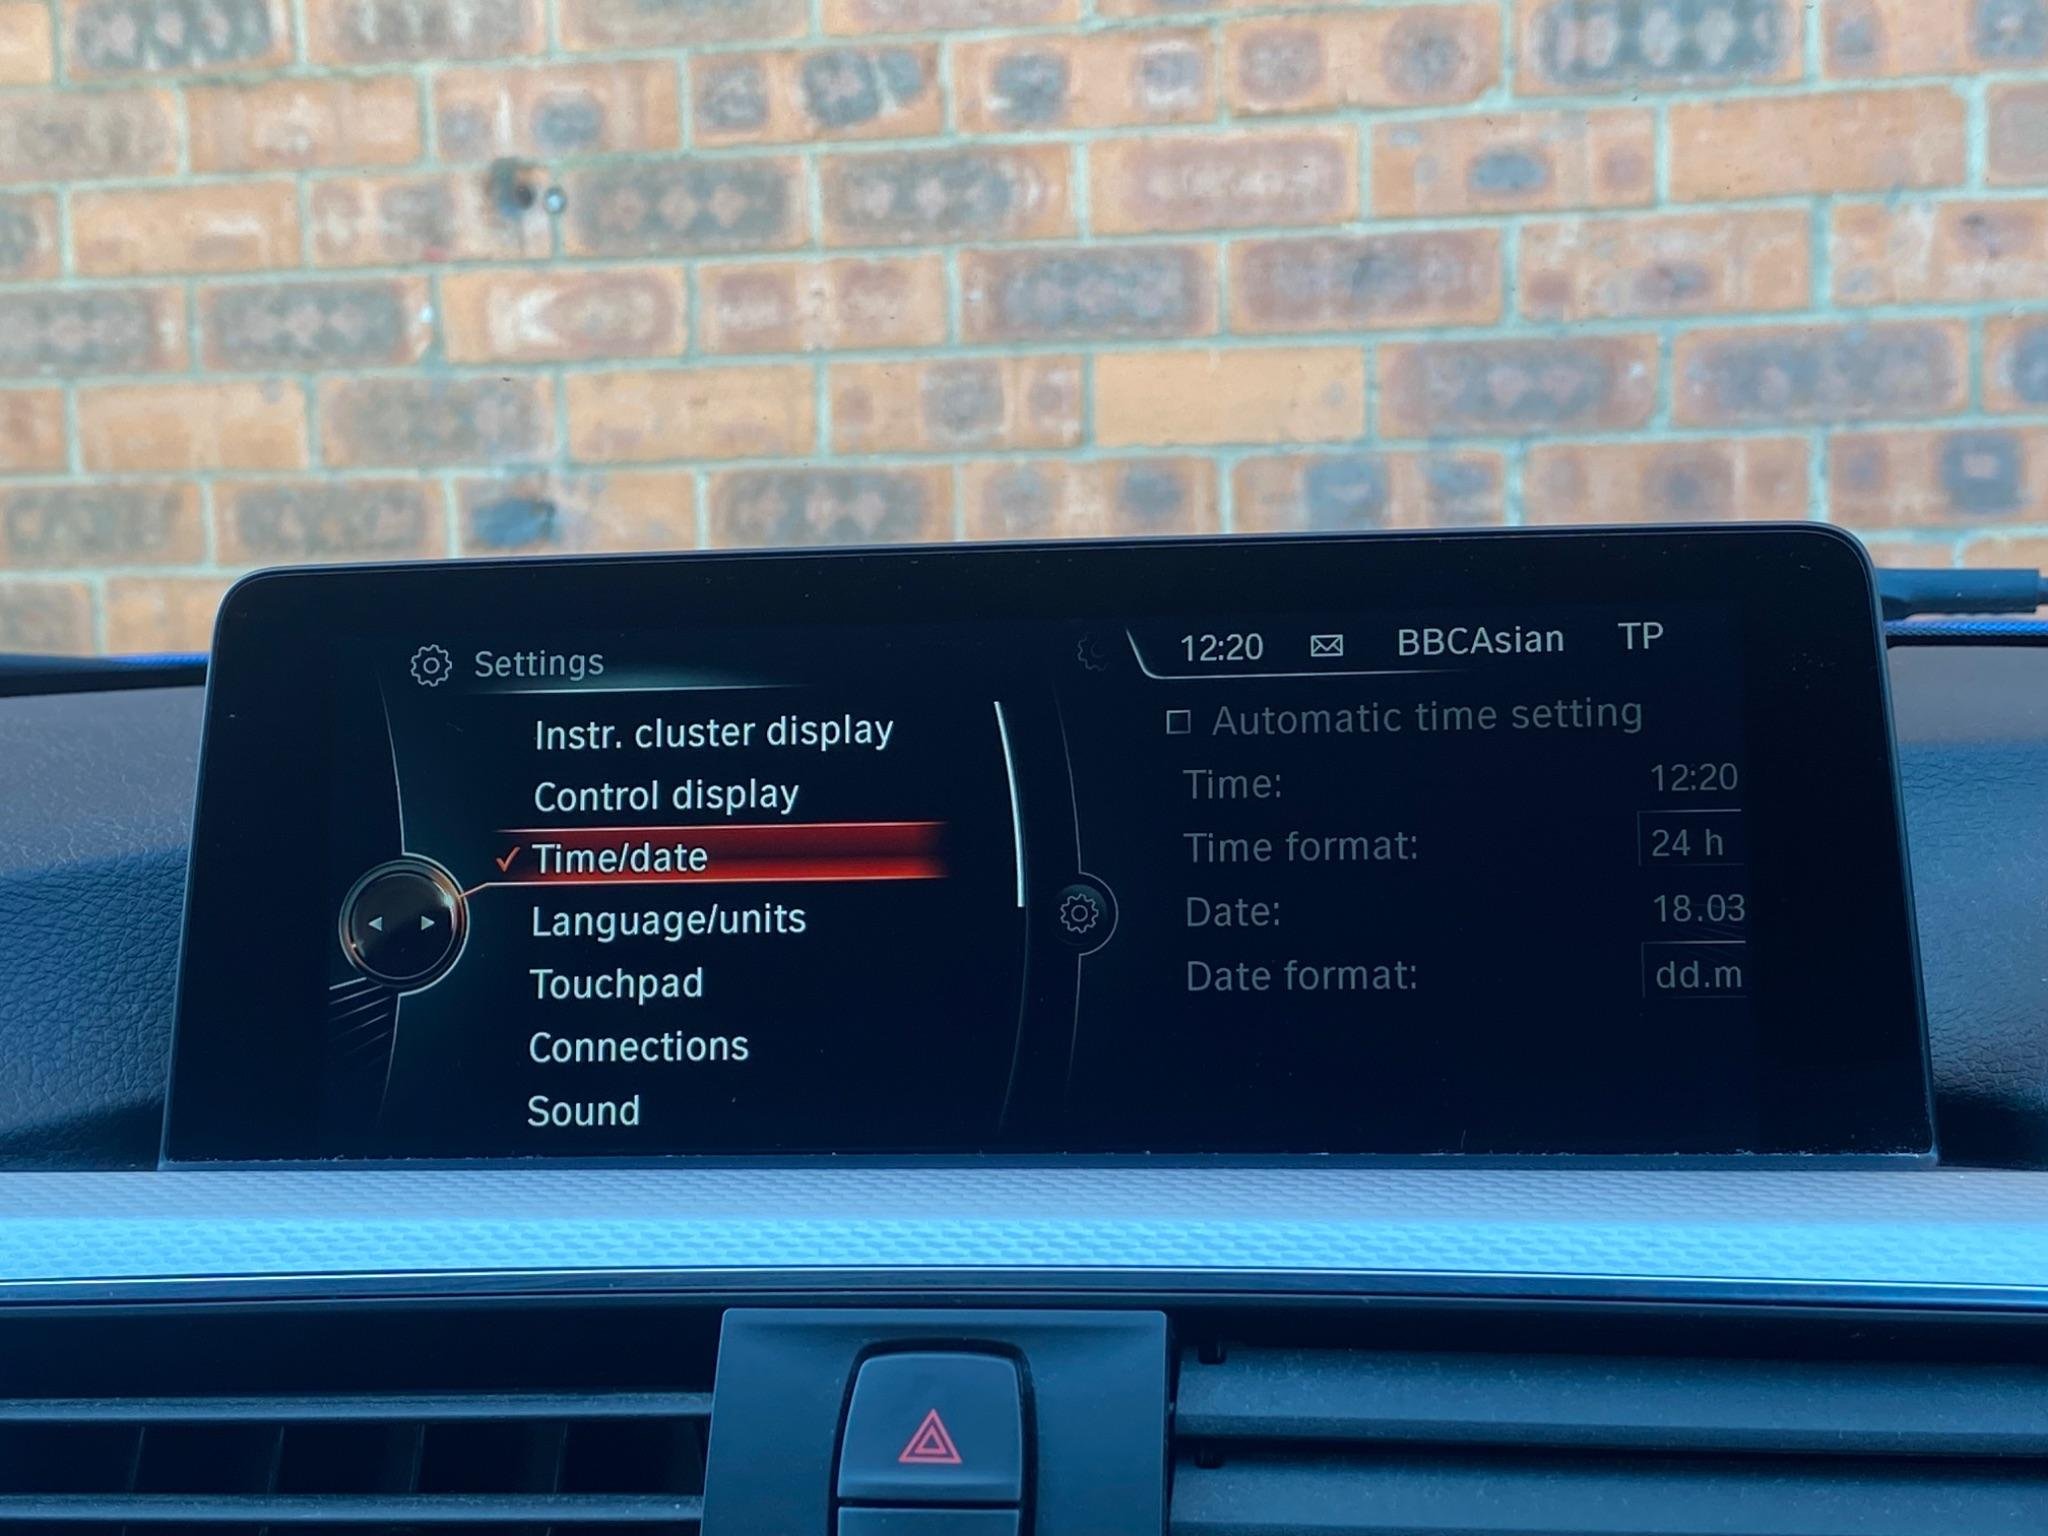 Settings
12:20 BBCAsian TP
Instr. cluster display
Control display
Time/date
Language/units
Touchpad
Connections
Sound
Automatic time setting
Time: 12:20
Time format: 24 h
Date: 18.03
Date format: dd.m